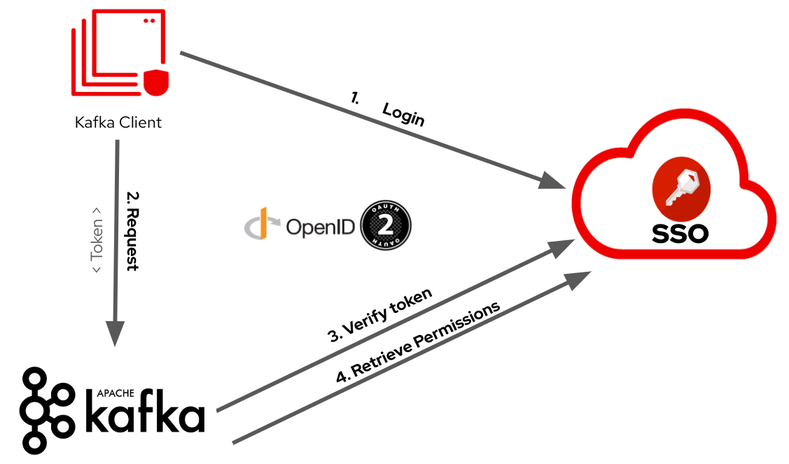 Kafka Client
1. Login
2. Request
< Token >
OpenID
OAUTH
2
OAUTH
SSO
3. Verify token
4. Retrieve Permissions
APACHE
kafka